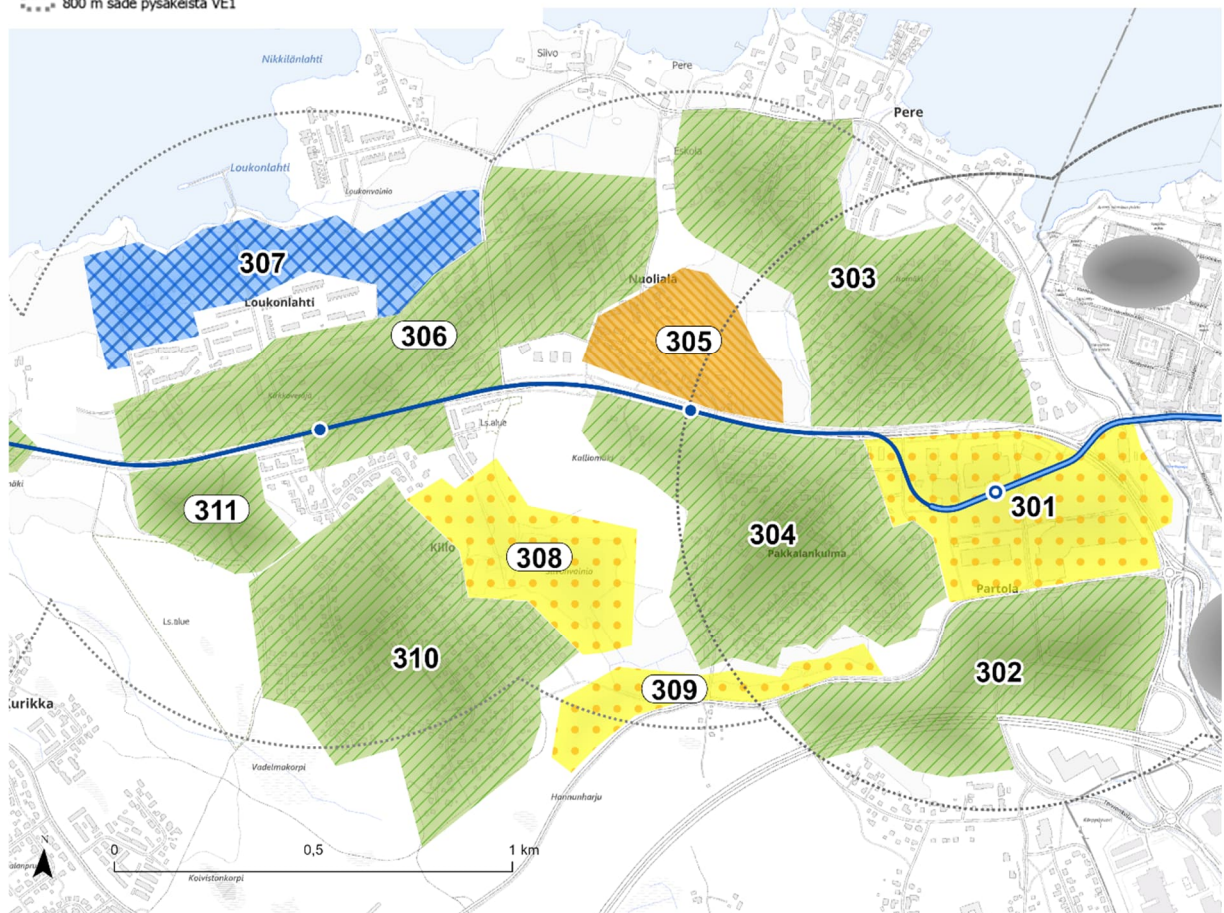 800 m säde pysäkeistä VE1
Nikkilänlahti
Siivo
Pere
Pere
Loukonlahti
Eskola
Loukonvainio
307
Nuoliala
303
Loukonlahti
306
305
Ls.alue
Kalliomäki
311
301
304
Killo
308
Pakkalankulma
Partola
Ls.alue
310
309
302
Vadelmakorpi
Hannunharju
N
0
0,5
1 km
Koivistonkorpi